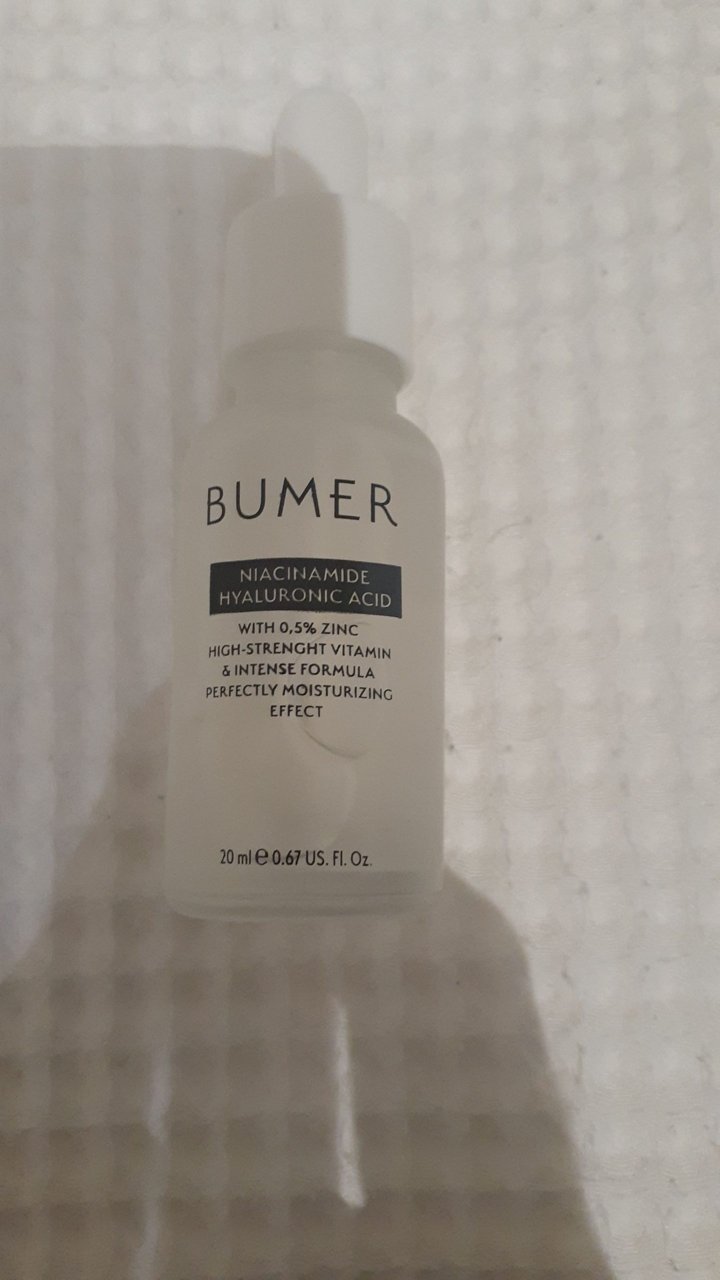 BUMER
NIACINAMIDE
HYALURONIC ACID
WITH 0,5% ZINC
HIGH-STRENGHT VITAMIN
& INTENSE FORMULA
PERFECTLY MOISTURIZING
EFFECT
20 ml ℮ 0.67 US. Fl. Oz.